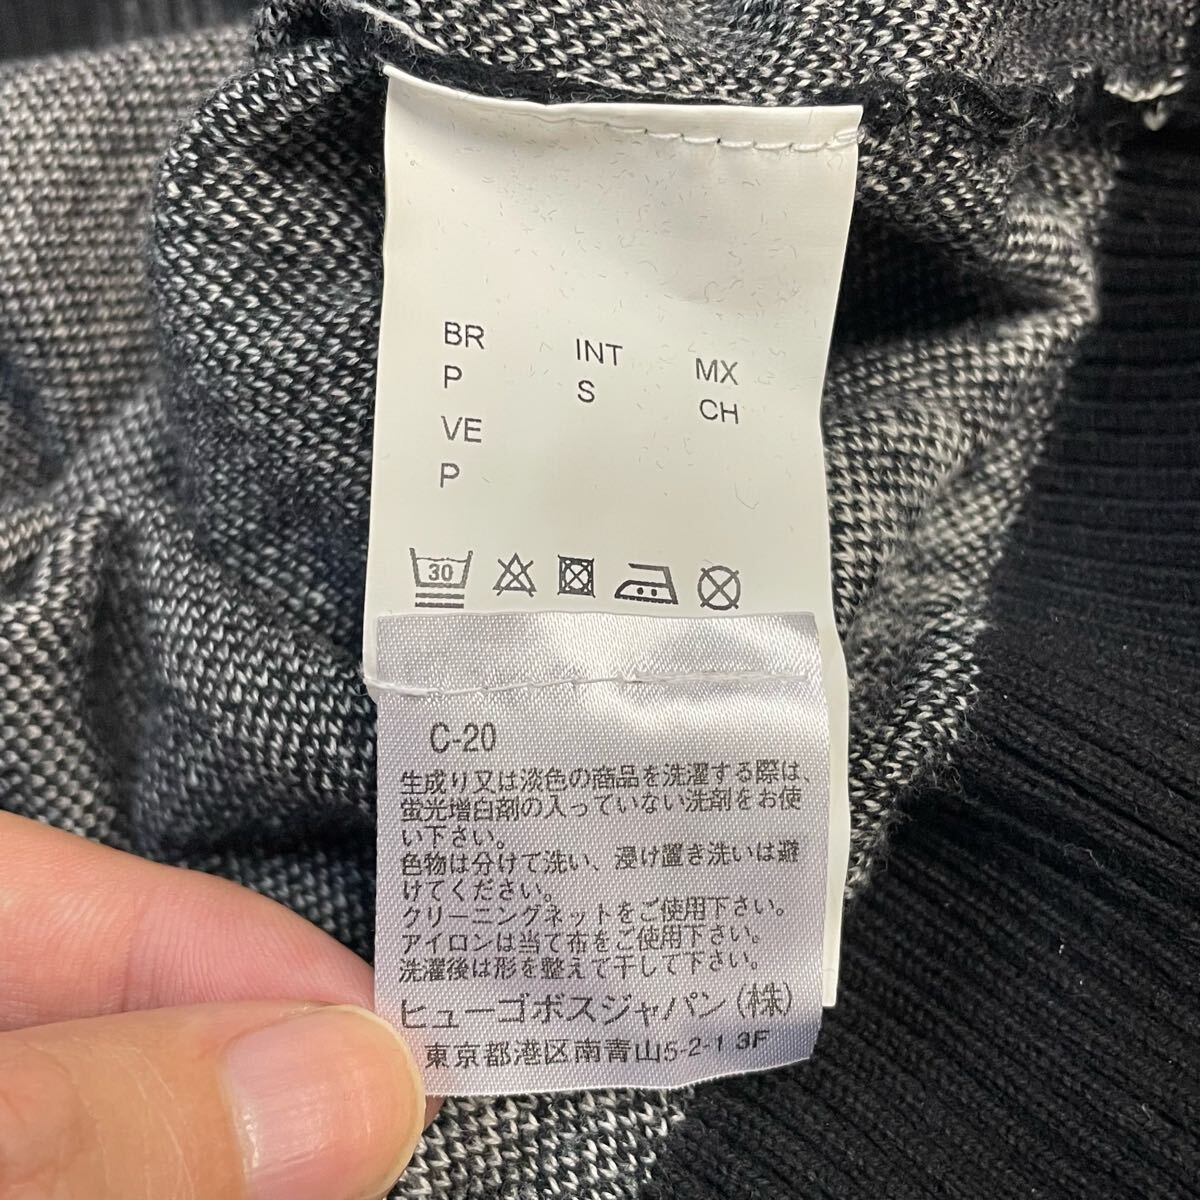 BR INT MX
P S CH
VE
P
30
C-20
生成り又は淡色の商品を洗濯する際は、
蛍光増白剤の入っていない洗剤をお使
い下さい。
色物は分けて洗い、浸け置き洗いは避
けてください。
クリーニングネットをご使用下さい。
アイロンは当て布をご使用下さい。
洗濯後は形を整えて干して下さい。
ヒューゴボスジャパン(株)
東京都港区南青山5-2-1 3F